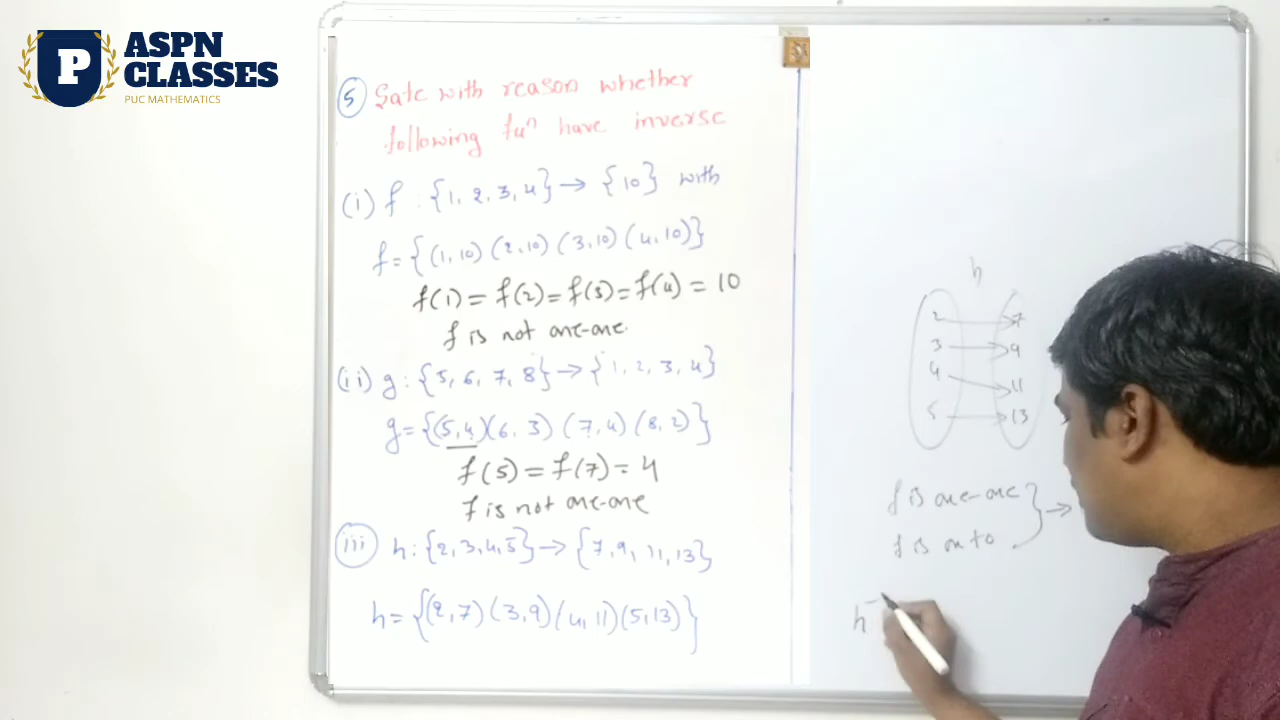 P
ASPN
CLASSES
PUC MATHEMATICS
5 Sate with reason whether
following fuⁿ have inverse
(i) f : {1, 2, 3, 4} → {10} with
f = {(1, 10) (2, 10) (3, 10) (4, 10)}
f(1) = f(2) = f(3) = f(4) = 10
f is not one-one.
(ii) g : {5, 6, 7, 8} → {1, 2, 3, 4}
g = {(5, 4)(6, 3) (7, 4) (8, 2)}
f(5) = f(7) = 4
f is not one-one
iii h : {2, 3, 4, 5} → {7, 9, 11, 13}
h = {(2, 7) (3, 9) (4, 11) (5, 13)}
h
2 → 7
3 → 9
4 → 11
5 → 13
f is one-one
f is onto } →
h⁻